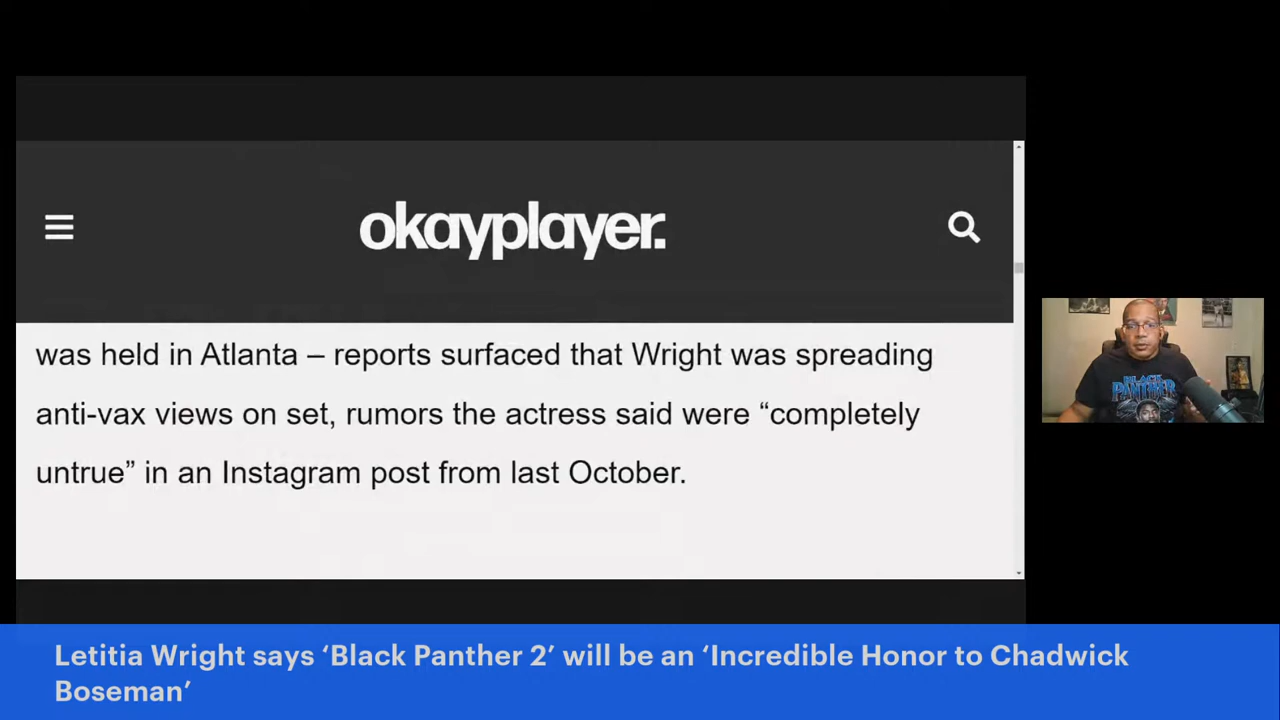 okayplayer.
was held in Atlanta – reports surfaced that Wright was spreading
anti-vax views on set, rumors the actress said were “completely
untrue” in an Instagram post from last October.
BLACK
PANTHER
Letitia Wright says ‘Black Panther 2’ will be an ‘Incredible Honor to Chadwick
Boseman’